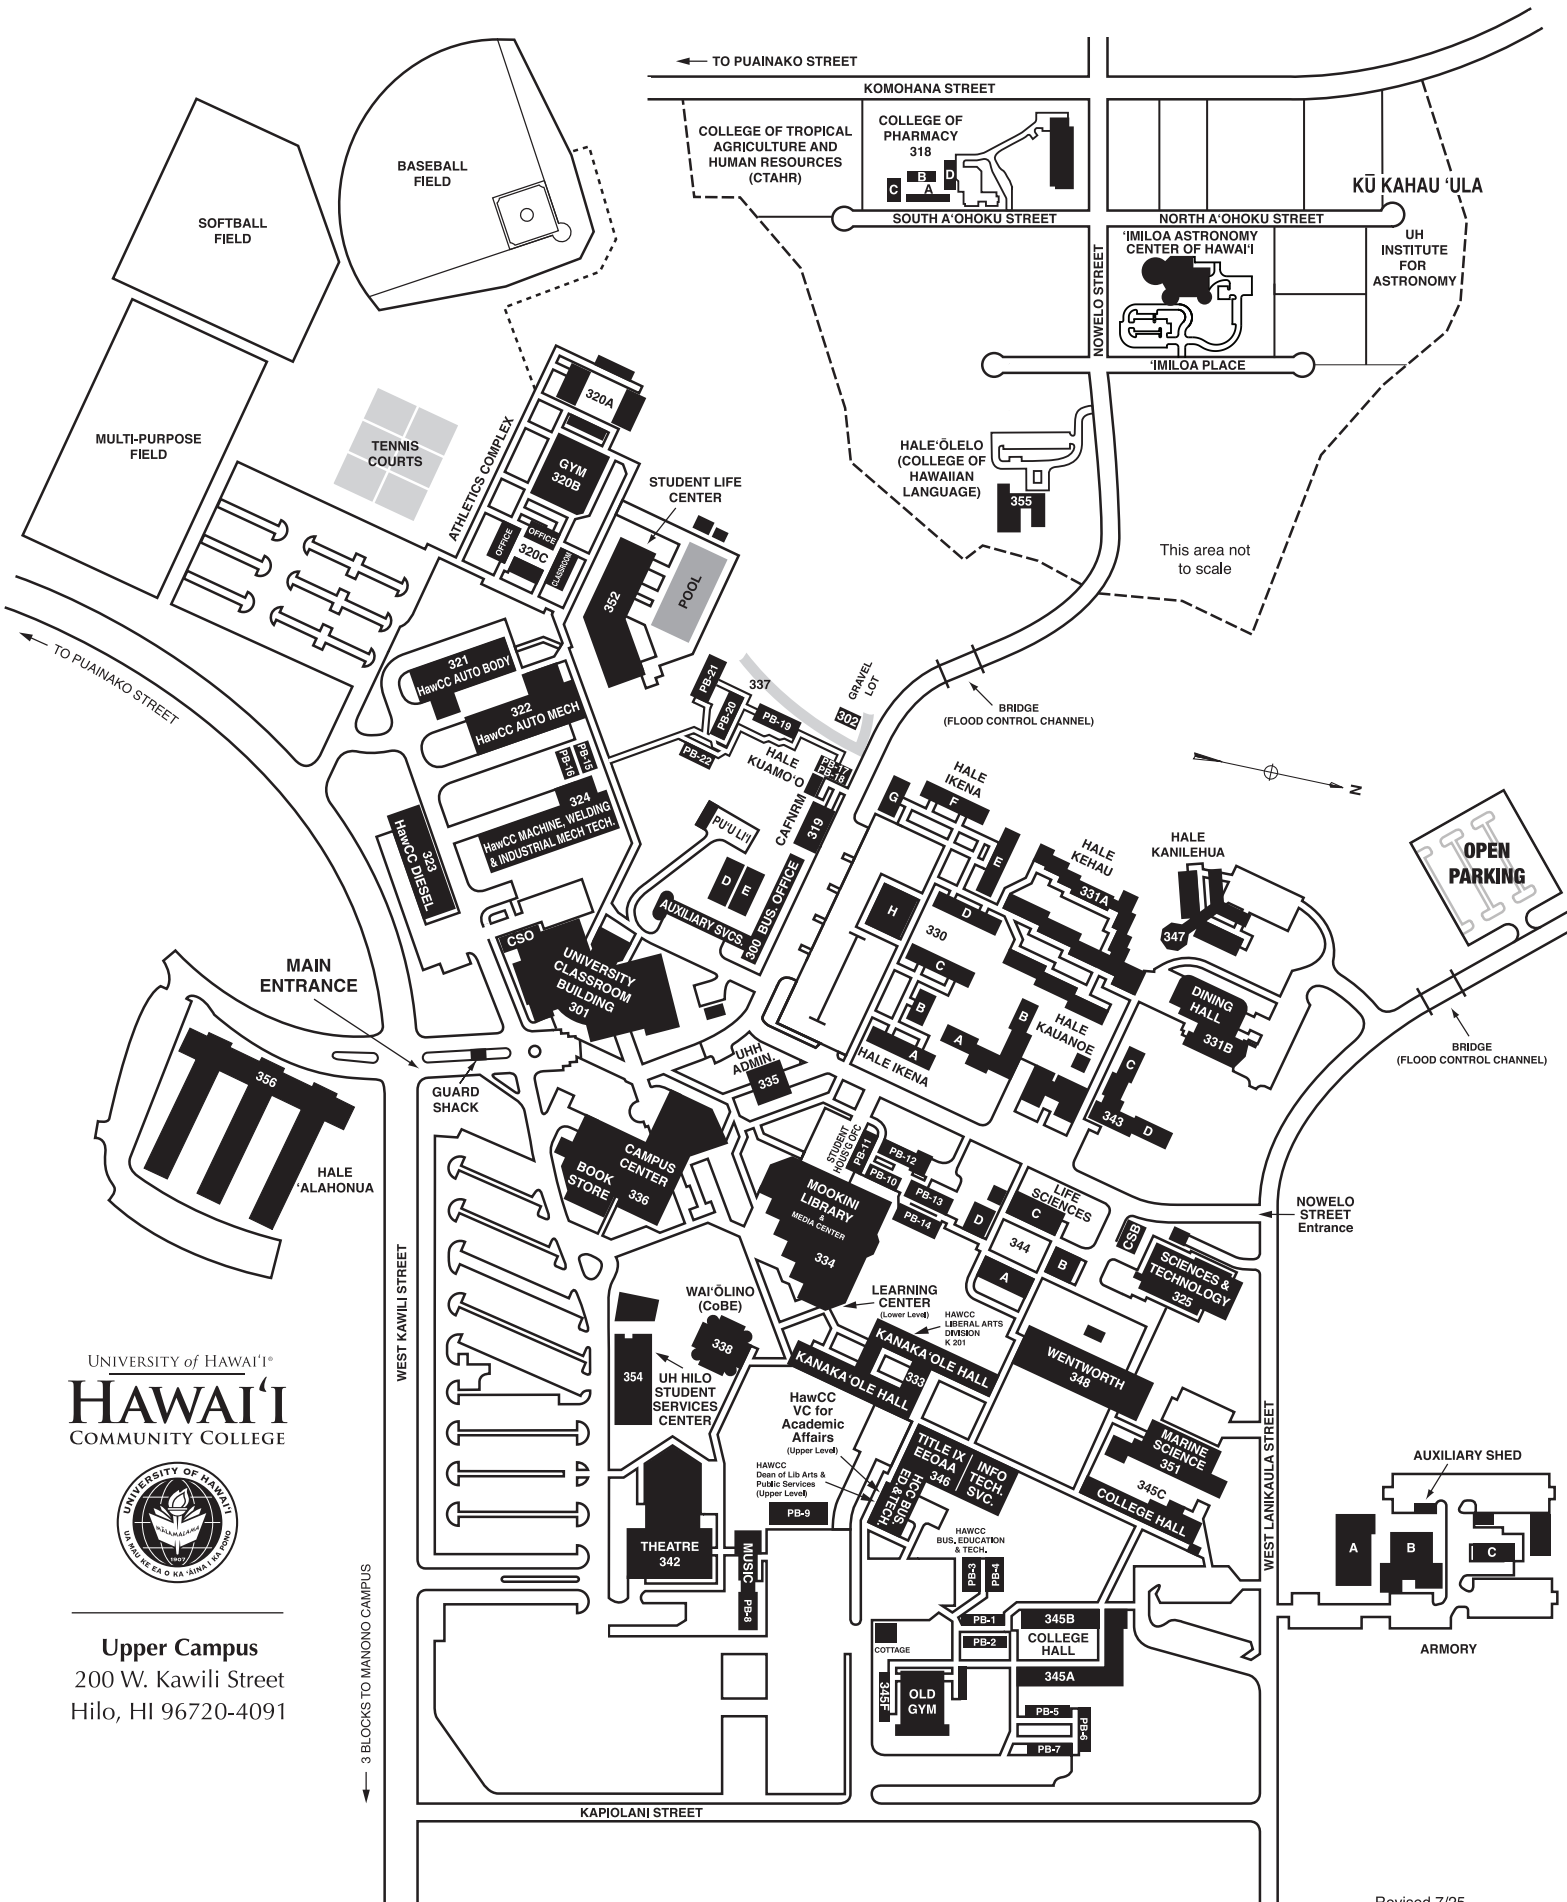 TO PUAINAKO STREET
KOMOHANA STREET
COLLEGE OF TROPICAL
AGRICULTURE AND
HUMAN RESOURCES
(CTAHR)
COLLEGE OF
PHARMACY
318
B
D
C
A
KŪ KAHAU ‘ULA
SOUTH A‘OHOKU STREET
NORTH A‘OHOKU STREET
‘IMILOA ASTRONOMY
CENTER OF HAWAI‘I
UH
INSTITUTE
FOR
ASTRONOMY
NOWELO STREET
‘IMILOA PLACE
BASEBALL
FIELD
SOFTBALL
FIELD
MULTI-PURPOSE
FIELD
TENNIS
COURTS
ATHLETICS COMPLEX
320A
GYM
320B
OFFICE
OFFICE
320C
CLASSROOM
STUDENT LIFE
CENTER
352
POOL
HALE‘ŌLELO
(COLLEGE OF
HAWAIIAN
LANGUAGE)
355
This area not
to scale
TO PUAINAKO STREET
321
HawCC AUTO BODY
322
HawCC AUTO MECH
PB-16
PB-15
324
HawCC MACHINE, WELDING
& INDUSTRIAL MECH TECH.
323
HawCC DIESEL
PB-21
PB-20
337
PB-19
PB-22
HALE
KUAMO‘O
302
GRAVEL
LOT
PB-17
PB-18
CAFNRM
319
BRIDGE
(FLOOD CONTROL CHANNEL)
N
PU‘U LI‘I
D
E
AUXILIARY SVCS.
300 BUS. OFFICE
HALE
IKENA
G
F
E
H
D
330
C
B
A
HALE IKENA
HALE
KEHAU
331A
HALE
KANILEHUA
347
OPEN
PARKING
DINING
HALL
331B
HALE
KAUANOE
B
A
C
343
D
BRIDGE
(FLOOD CONTROL CHANNEL)
CSO
UNIVERSITY
CLASSROOM
BUILDING
301
MAIN
ENTRANCE
GUARD
SHACK
356
HALE
‘ALAHONUA
UHH
ADMIN.
335
CAMPUS
CENTER
336
BOOK
STORE
STUDENT
HOUS'G OFC
PB-11
PB-12
PB-10
PB-13
PB-14
MOOKINI
LIBRARY
&
MEDIA CENTER
334
LIFE
SCIENCES
C
D
344
B
A
CSB
SCIENCES &
TECHNOLOGY
325
NOWELO
STREET
Entrance
LEARNING
CENTER
(Lower Level)
HAWCC
LIBERAL ARTS
DIVISION
K 201
KANAKA‘OLE HALL
KANAKA‘OLE HALL
333
WENTWORTH
348
WAI‘ŌLINO
(CoBE)
338
354
UH HILO
STUDENT
SERVICES
CENTER
WEST KAWILI STREET
HawCC
VC for
Academic
Affairs
(Upper Level)
HAWCC
Dean of Lib Arts &
Public Services
(Upper Level)
PB-9
TITLE IX
EEOAA
346
INFO
TECH.
SVC.
HCC BUS.
ED & TECH.
MARINE
SCIENCE
351
345C
COLLEGE HALL
WEST LANIKAULA STREET
HAWCC
BUS. EDUCATION
& TECH.
PB-3
PB-4
PB-1
PB-2
345B
COLLEGE
HALL
345A
THEATRE
342
MUSIC
PB-8
COTTAGE
345F
OLD
GYM
PB-5
PB-6
PB-7
AUXILIARY SHED
A
B
C
ARMORY
KAPIOLANI STREET
3 BLOCKS TO MANONO CAMPUS
UNIVERSITY of HAWAI‘I®
HAWAI‘I
COMMUNITY COLLEGE
UNIVERSITY OF HAWAI‘I
MĀLAMALAMA
1907
UA MAU KE EA O KA ‘ĀINA I KA PONO
Upper Campus
200 W. Kawili Street
Hilo, HI 96720-4091
Revised 7/25